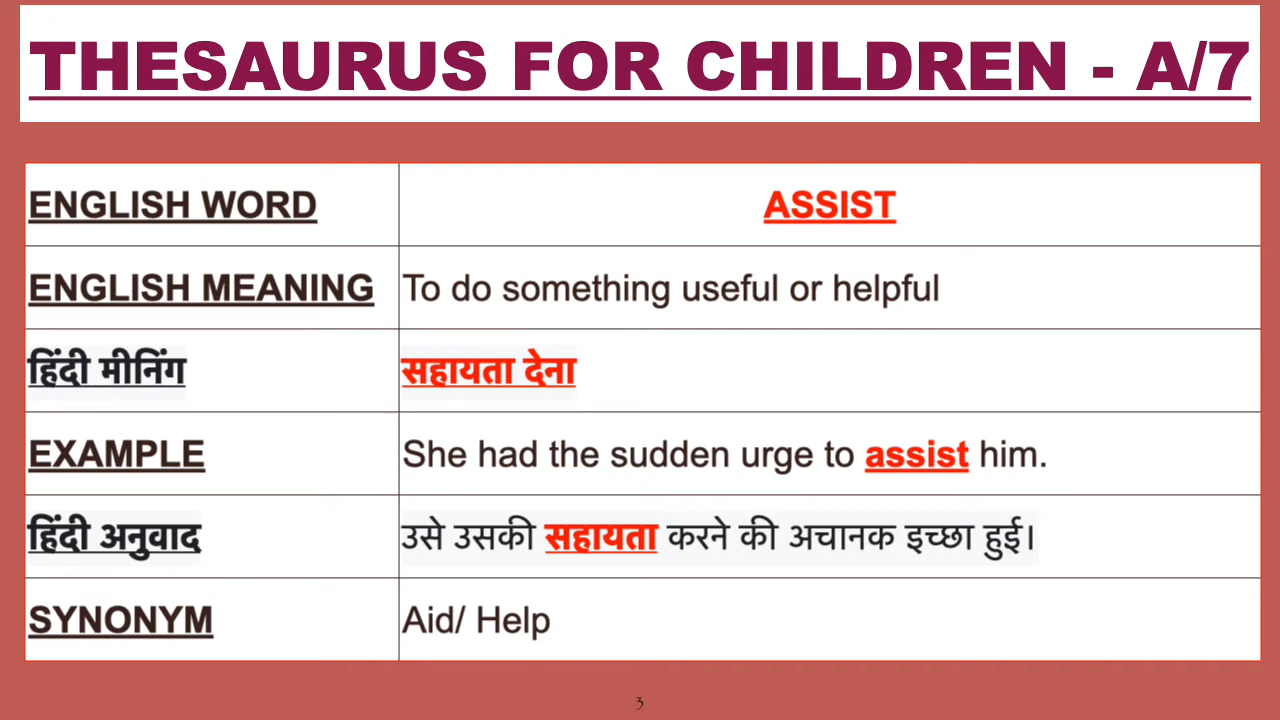 THESAURUS FOR CHILDREN - A/7
ENGLISH WORD ASSIST
ENGLISH MEANING To do something useful or helpful
हिंदी मीनिंग सहायता देना
EXAMPLE She had the sudden urge to assist him.
हिंदी अनुवाद उसे उसकी सहायता करने की अचानक इच्छा हुई।
SYNONYM Aid/ Help
3